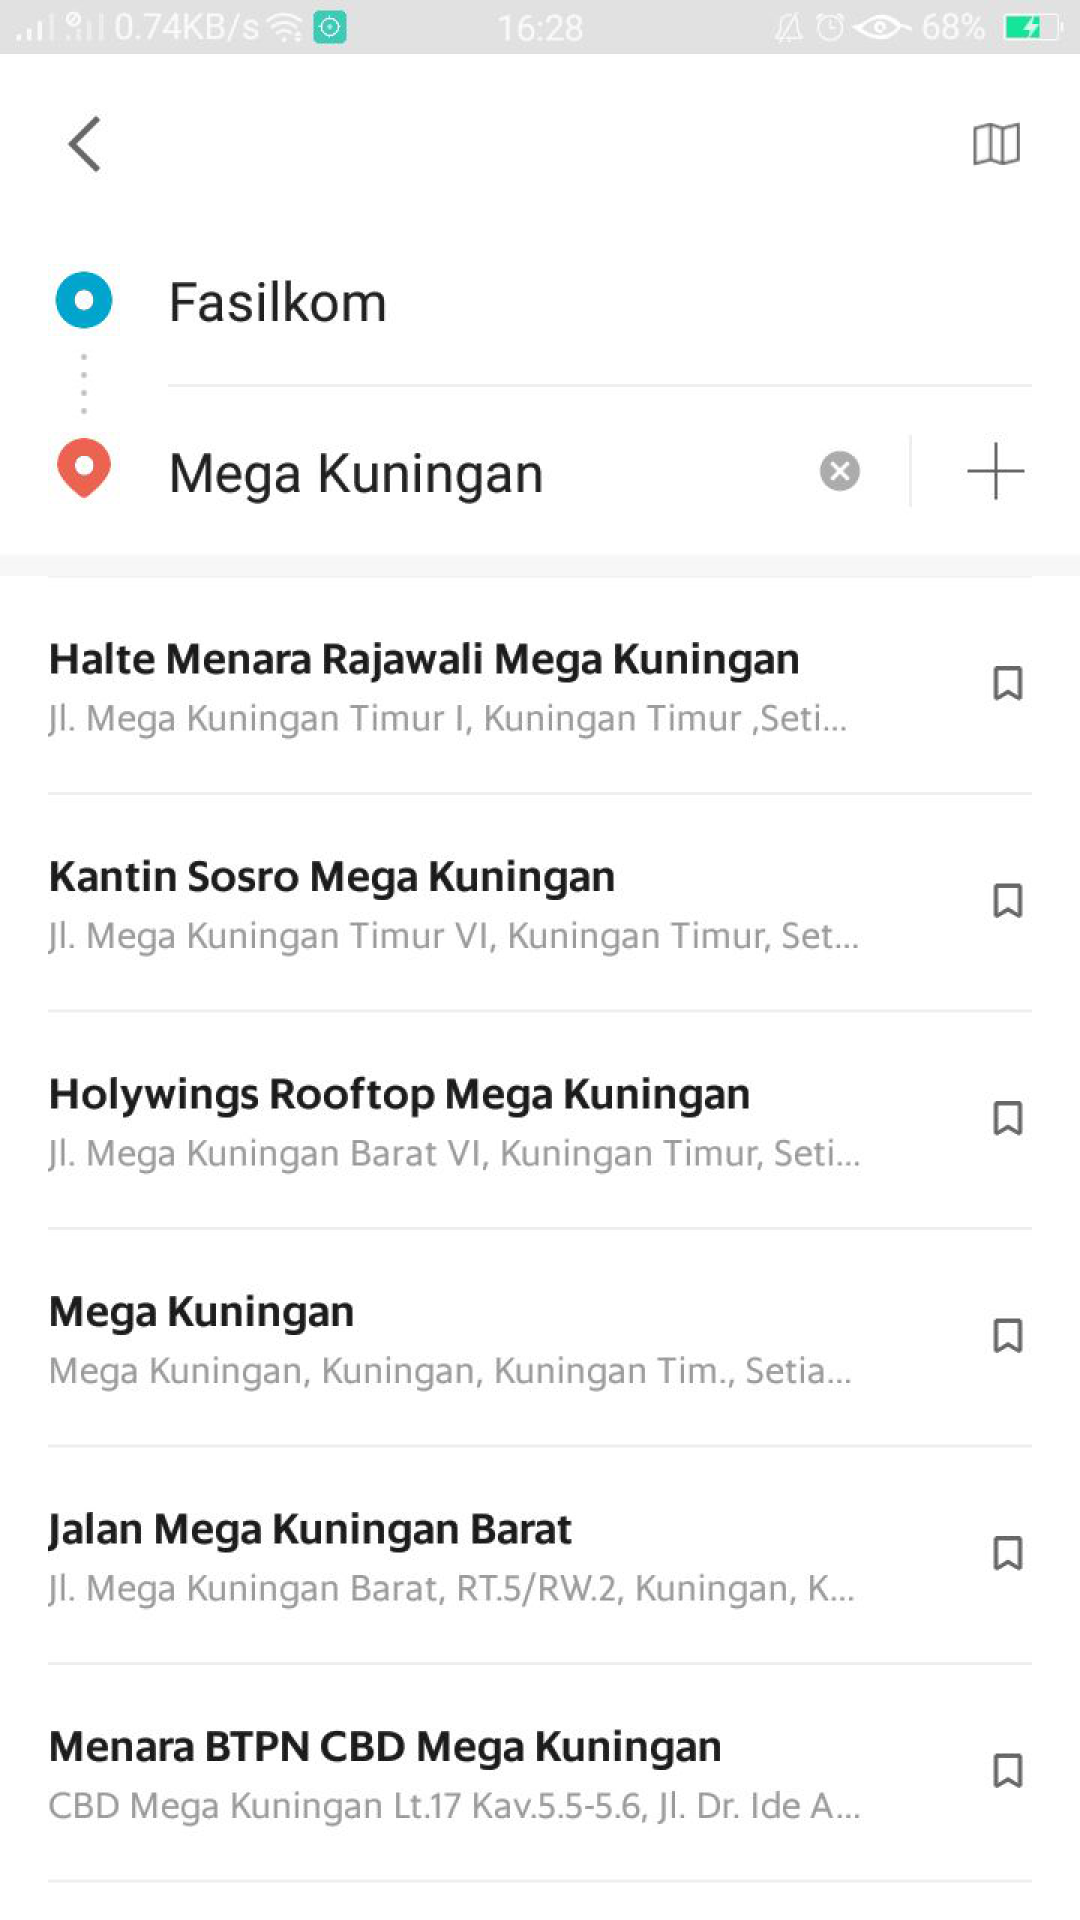 0.74KB/s 16:28 68%
Fasilkom
Mega Kuningan
Halte Menara Rajawali Mega Kuningan
Jl. Mega Kuningan Timur I, Kuningan Timur ,Seti...
Kantin Sosro Mega Kuningan
Jl. Mega Kuningan Timur VI, Kuningan Timur, Set...
Holywings Rooftop Mega Kuningan
Jl. Mega Kuningan Barat VI, Kuningan Timur, Seti...
Mega Kuningan
Mega Kuningan, Kuningan, Kuningan Tim., Setia...
Jalan Mega Kuningan Barat
Jl. Mega Kuningan Barat, RT.5/RW.2, Kuningan, K...
Menara BTPN CBD Mega Kuningan
CBD Mega Kuningan Lt.17 Kav.5.5-5.6, Jl. Dr. Ide A...